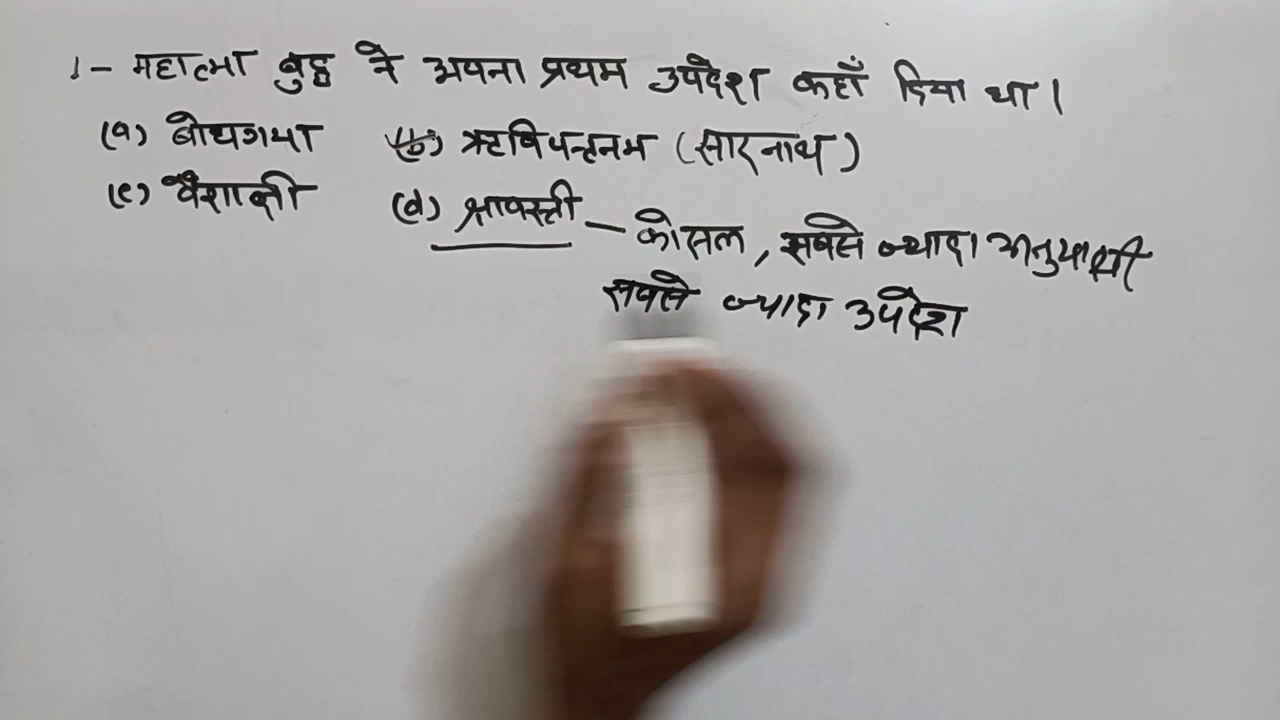 1- महात्मा बुद्ध ने अपना प्रथम उपदेश कहाँ दिया था।
(a) बोधगया (b) ऋषिपत्तनम (सारनाथ)
(c) वैशाली (d) श्रावस्ती - कोसल, सबसे ज्यादा अनुयायी
सबसे ज्यादा उपदेश